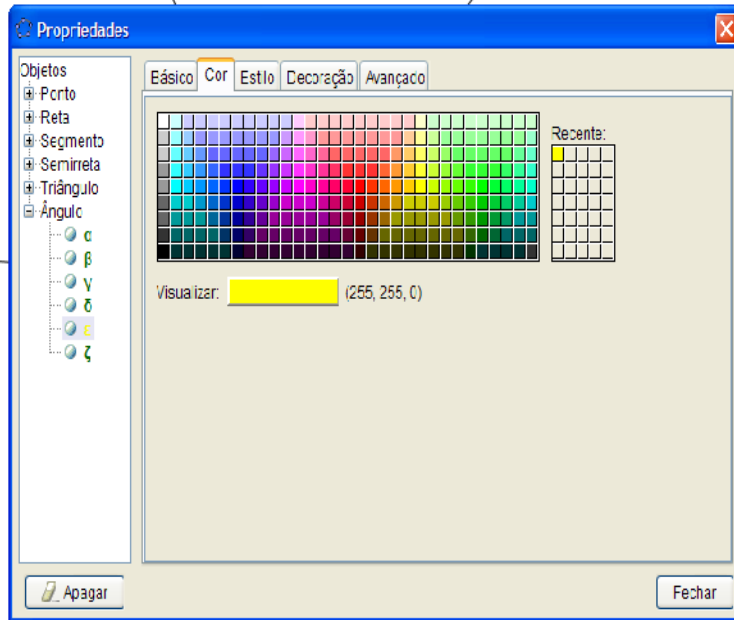 Propriedades
Objetos
Ponto
Reta
Segmento
Semirreta
Triângulo
Ângulo
α
β
γ
δ
ε
ζ
Básico Cor Estilo Decoração Avançado
Recente:
Visualizar: (255, 255, 0)
Apagar
Fechar